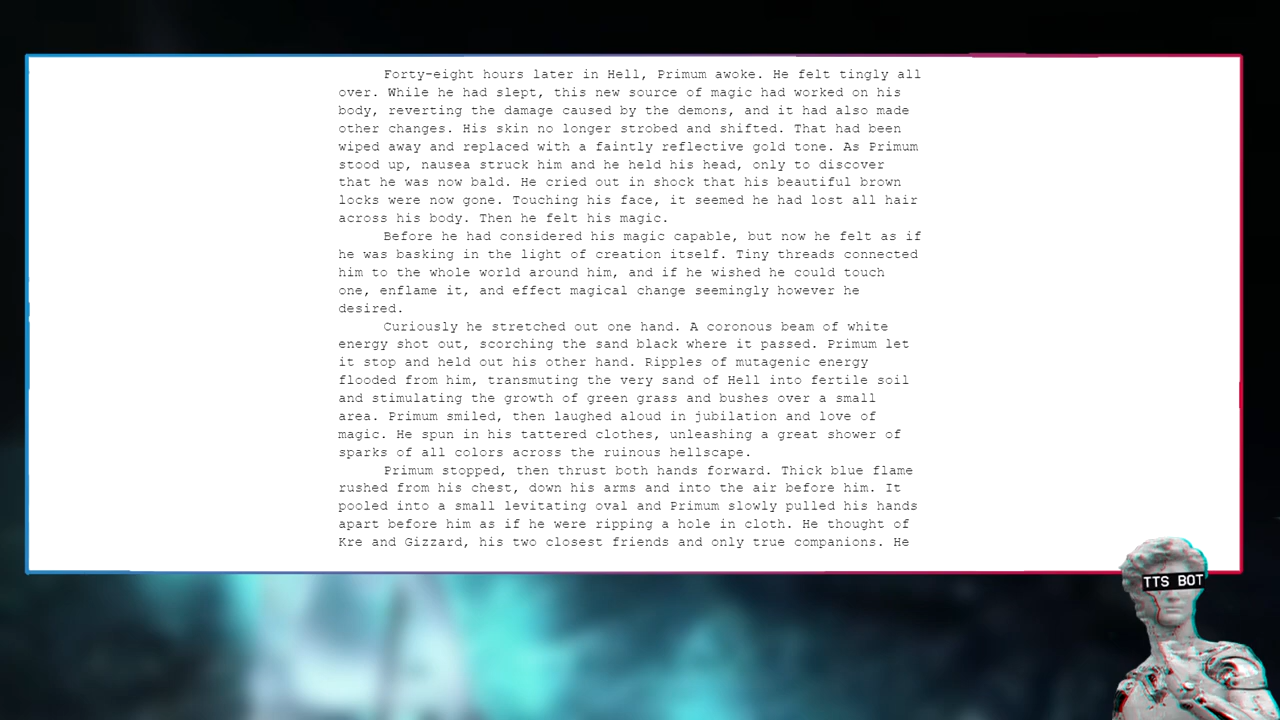 Forty-eight hours later in Hell, Primum awoke. He felt tingly all
over. While he had slept, this new source of magic had worked on his
body, reverting the damage caused by the demons, and it had also made
other changes. His skin no longer strobed and shifted. That had been
wiped away and replaced with a faintly reflective gold tone. As Primum
stood up, nausea struck him and he held his head, only to discover
that he was now bald. He cried out in shock that his beautiful brown
locks were now gone. Touching his face, it seemed he had lost all hair
across his body. Then he felt his magic.
Before he had considered his magic capable, but now he felt as if
he was basking in the light of creation itself. Tiny threads connected
him to the whole world around him, and if he wished he could touch
one, enflame it, and effect magical change seemingly however he
desired.
Curiously he stretched out one hand. A coronous beam of white
energy shot out, scorching the sand black where it passed. Primum let
it stop and held out his other hand. Ripples of mutagenic energy
flooded from him, transmuting the very sand of Hell into fertile soil
and stimulating the growth of green grass and bushes over a small
area. Primum smiled, then laughed aloud in jubilation and love of
magic. He spun in his tattered clothes, unleashing a great shower of
sparks of all colors across the ruinous hellscape.
Primum stopped, then thrust both hands forward. Thick blue flame
rushed from his chest, down his arms and into the air before him. It
pooled into a small levitating oval and Primum slowly pulled his hands
apart before him as if he were ripping a hole in cloth. He thought of
Kre and Gizzard, his two closest friends and only true companions. He
TTS BOT